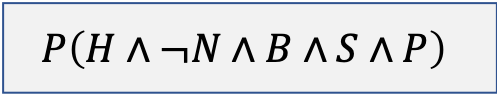 P(H ∧ ¬N ∧ B ∧ S ∧ P)